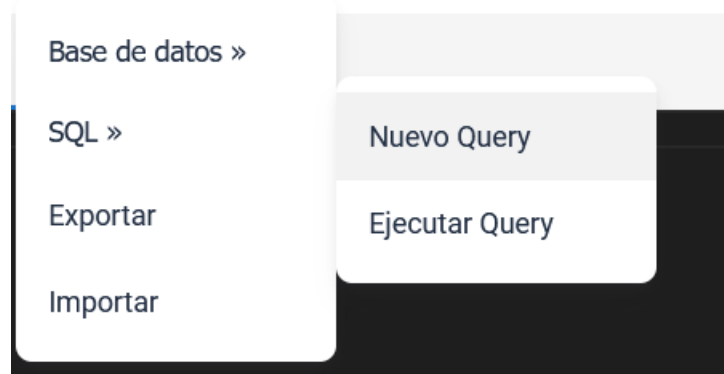 Base de datos »
SQL »
Nuevo Query
Ejecutar Query
Exportar
Importar